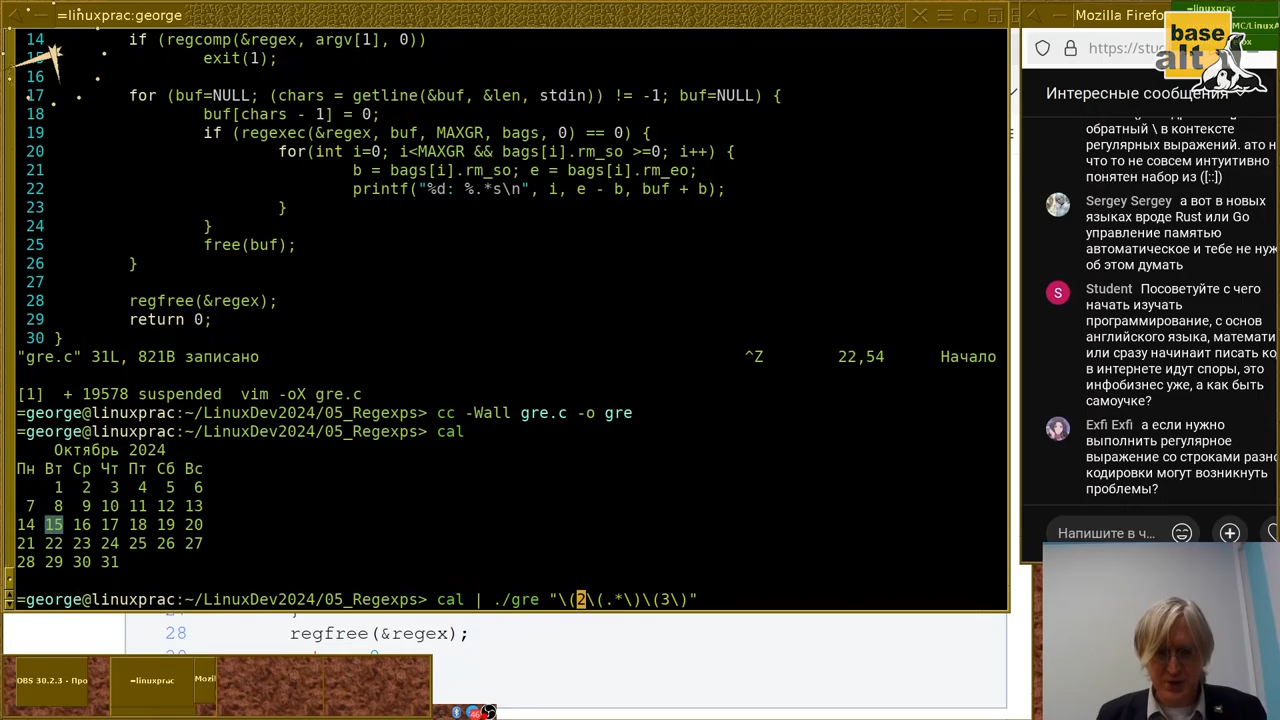 =linuxprac:george
14         if (regcomp(&regex, argv[1], 0))
15                 exit(1);
16
17         for (buf=NULL; (chars = getline(&buf, &len, stdin)) != -1; buf=NULL) {
18                 buf[chars - 1] = 0;
19                 if (regexec(&regex, buf, MAXGR, bags, 0) == 0) {
20                         for(int i=0; i<MAXGR && bags[i].rm_so >=0; i++) {
21                                 b = bags[i].rm_so; e = bags[i].rm_eo;
22                                 printf("%d: %.*s\n", i, e - b, buf + b);
23                         }
24                 }
25                 free(buf);
26         }
27
28         regfree(&regex);
29         return 0;
30 }
"gre.c" 31L, 821B записано ^Z 22,54 Начало
[1]  + 19578 suspended  vim -oX gre.c
=george@linuxprac:~/LinuxDev2024/05_Regexps> cc -Wall gre.c -o gre
=george@linuxprac:~/LinuxDev2024/05_Regexps> cal
Октябрь 2024
Пн Вт Ср Чт Пт Сб Вс
1  2  3  4  5  6
7  8  9 10 11 12 13
14 15 16 17 18 19 20
21 22 23 24 25 26 27
28 29 30 31
=george@linuxprac:~/LinuxDev2024/05_Regexps> cal | ./gre "\(2\(.*\)\(3\)"
28         regfree(&regex);
OBS 30.2.3 - Про
=linuxprac
Mozil
46
Mozilla Firefo
=linuxprac
base
alt
https://stu
Интересные сообщения
обратный \ в контексте
регулярных выражений. ато н
что то не совсем интуитивно
понятен набор из ([::])
Sergey Sergey а вот в новых
языках вроде Rust или Go
управление памятью
автоматическое и тебе не нуж
об этом думать
S
Student Посоветуйте с чего
начать изучать
программирование, с основ
английского языка, математи
или сразу начинаит писать ко
в интернете идут споры, это
инфобизнес уже, а как быть
самоучке?
Exfi Exfi а если нужно
выполнить регулярное
выражение со строками разно
кодировки могут возникнуть
проблемы?
Напишите в ч...